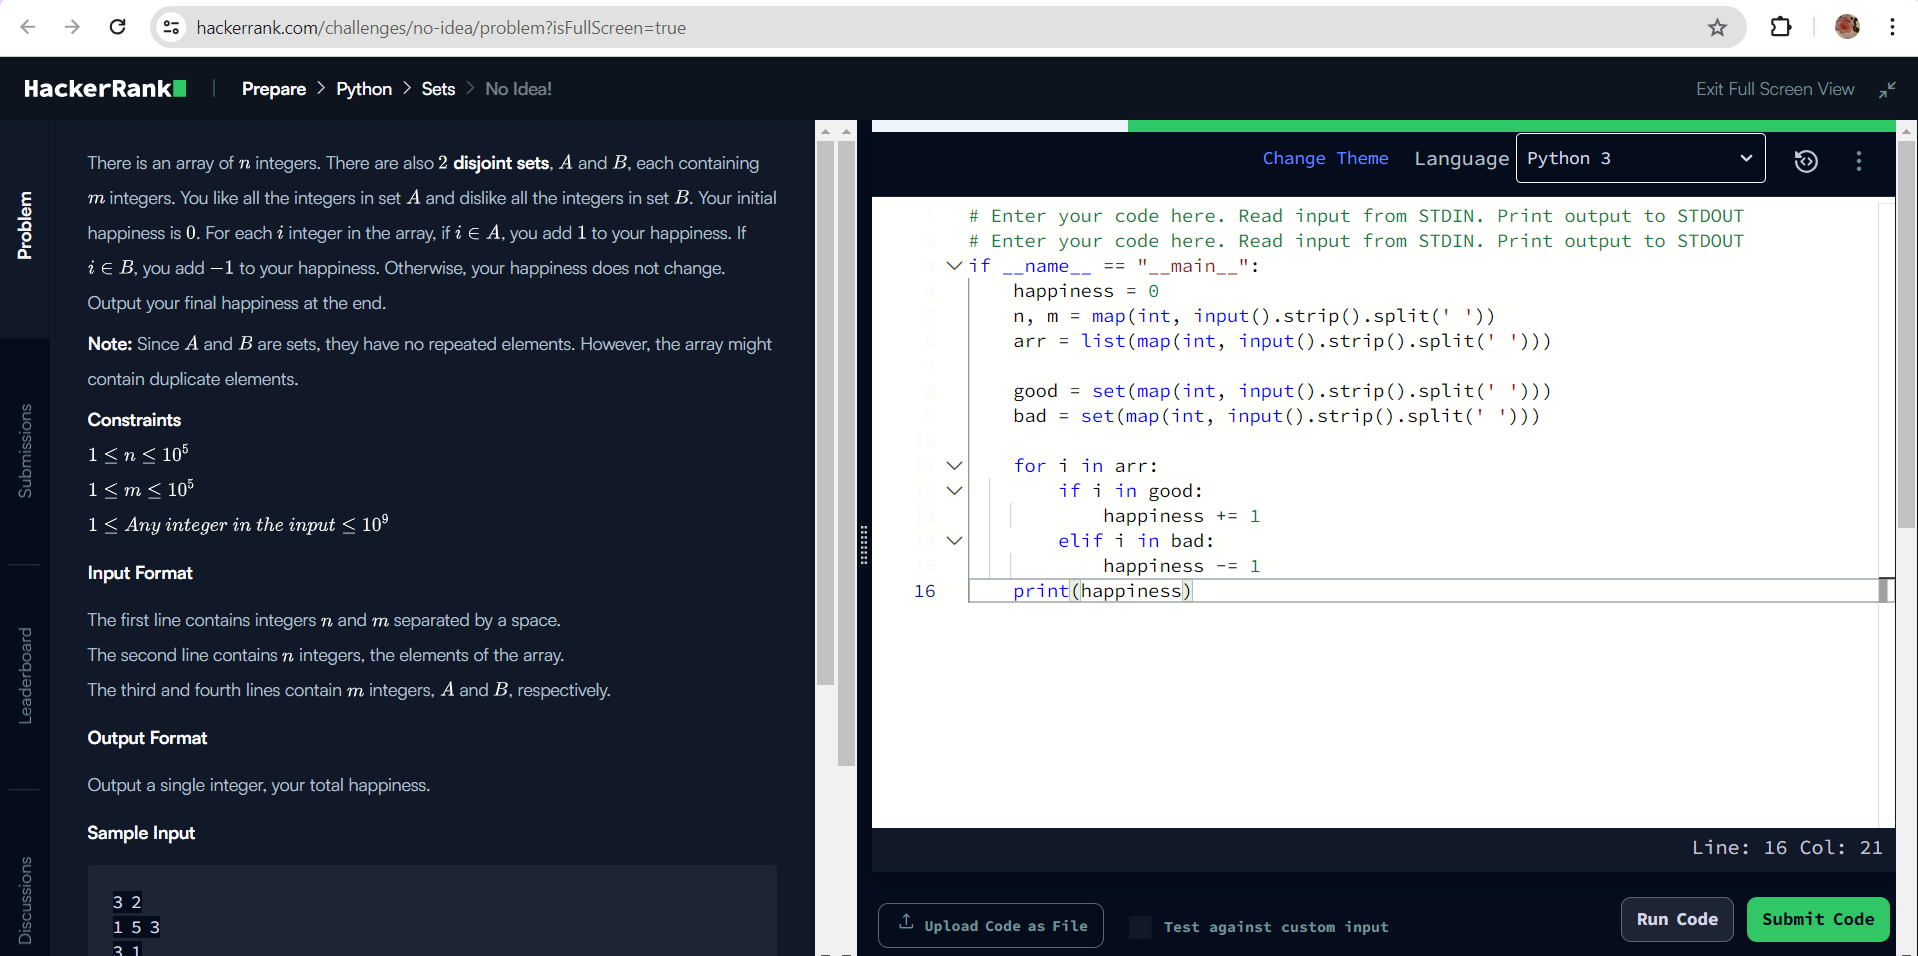 hackerrank.com/challenges/no-idea/problem?isFullScreen=true
HackerRank
Prepare > Python > Sets > No Idea!
Exit Full Screen View
Problem
Submissions
Leaderboard
Discussions
There is an array of n integers. There are also 2 disjoint sets, A and B, each containing
m integers. You like all the integers in set A and dislike all the integers in set B. Your initial
happiness is 0. For each i integer in the array, if i ∈ A, you add 1 to your happiness. If
i ∈ B, you add −1 to your happiness. Otherwise, your happiness does not change.
Output your final happiness at the end.
Note: Since A and B are sets, they have no repeated elements. However, the array might
contain duplicate elements.
Constraints
1 ≤ n ≤ 10⁵
1 ≤ m ≤ 10⁵
1 ≤ Any integer in the input ≤ 10⁹
Input Format
The first line contains integers n and m separated by a space.
The second line contains n integers, the elements of the array.
The third and fourth lines contain m integers, A and B, respectively.
Output Format
Output a single integer, your total happiness.
Sample Input
3 2
1 5 3
3 1
Change Theme Language Python 3
1 # Enter your code here. Read input from STDIN. Print output to STDOUT
2 # Enter your code here. Read input from STDIN. Print output to STDOUT
3 if __name__ == "__main__":
4 happiness = 0
5 n, m = map(int, input().strip().split(' '))
6 arr = list(map(int, input().strip().split(' ')))
7
8 good = set(map(int, input().strip().split(' ')))
9 bad = set(map(int, input().strip().split(' ')))
10
11 for i in arr:
12 if i in good:
13 happiness += 1
14 elif i in bad:
15 happiness -= 1
16 print(happiness)
Line: 16 Col: 21
Upload Code as File
Test against custom input
Run Code
Submit Code